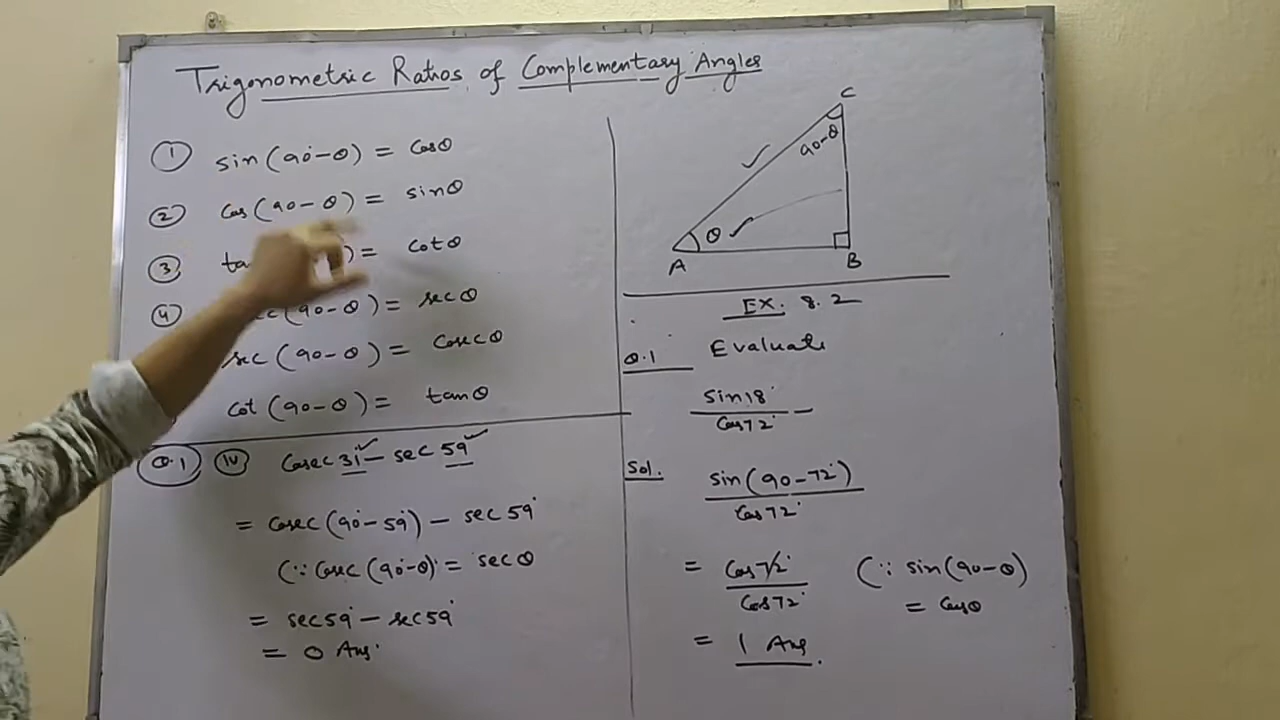 Trigonometric Ratios of Complementary Angles
① sin(90°-θ) = cosθ
② cos(90-θ) = sinθ
③ ) = cotθ
④ (90-θ) = secθ
sec(90-θ) = cosecθ
cot(90-θ) = tanθ
Q.1 IV cosec 31° - sec 59°
= cosec(90°-59°) - sec 59°
(∵ cosec(90°-θ) = secθ
= sec59° - sec59°
= 0 Ans.
C
90-θ
θ
A
B
EX. 8.2
Q.1 Evaluate
sin18°
cos72°
Sol.
sin(90-72°)
cos72°
= cos72°
cos72°
(∵ sin(90-θ)
= cosθ
= 1 Ans.